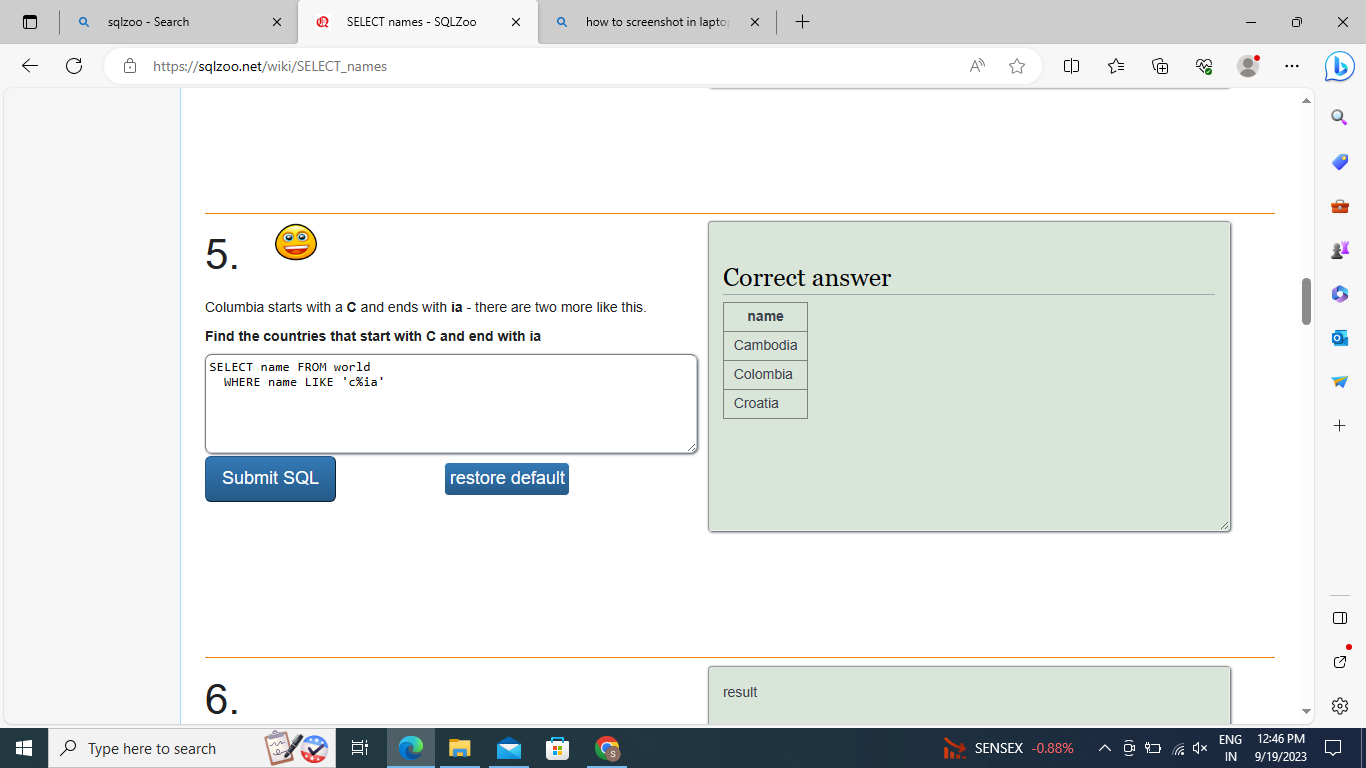 sqlzoo - Search
SELECT names - SQLZoo
how to screenshot in lapto
https://sqlzoo.net/wiki/SELECT_names
5.
Columbia starts with a C and ends with ia - there are two more like this.
Find the countries that start with C and end with ia
SELECT name FROM world
WHERE name LIKE 'c%ia'
Submit SQL
restore default
Correct answer
name
Cambodia
Colombia
Croatia
6.
result
Type here to search
SENSEX -0.88%
ENG
IN
12:46 PM
9/19/2023